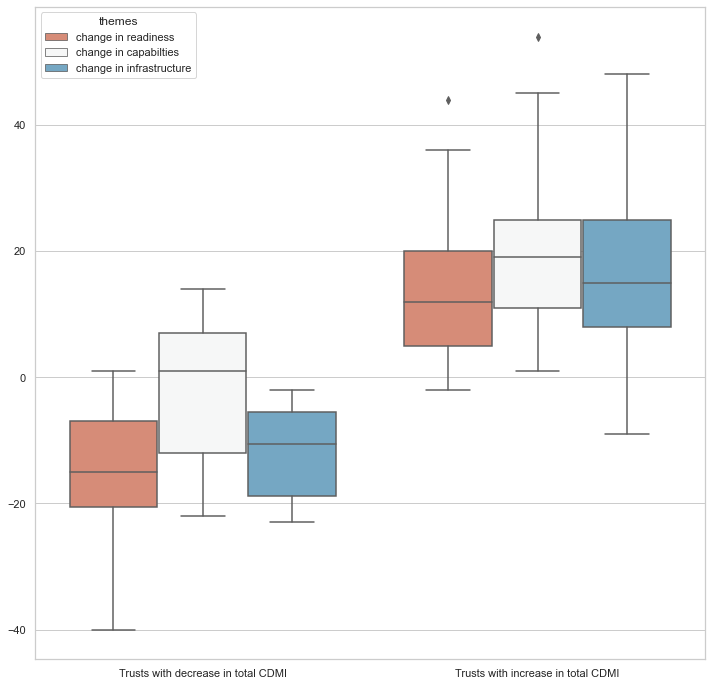 themes
change in readiness
change in capabilties
change in infrastructure
40
20
0
−20
−40
Trusts with decrease in total CDMI
Trusts with increase in total CDMI